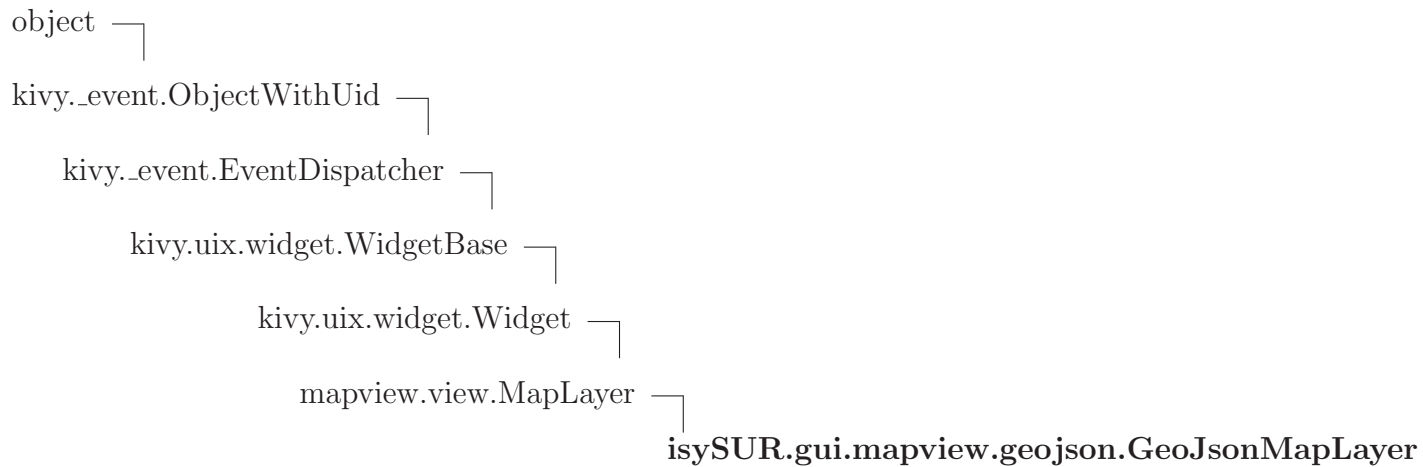 object
kivy._event.ObjectWithUid
kivy._event.EventDispatcher
kivy.uix.widget.WidgetBase
kivy.uix.widget.Widget
mapview.view.MapLayer
isySUR.gui.mapview.geojson.GeoJsonMapLayer